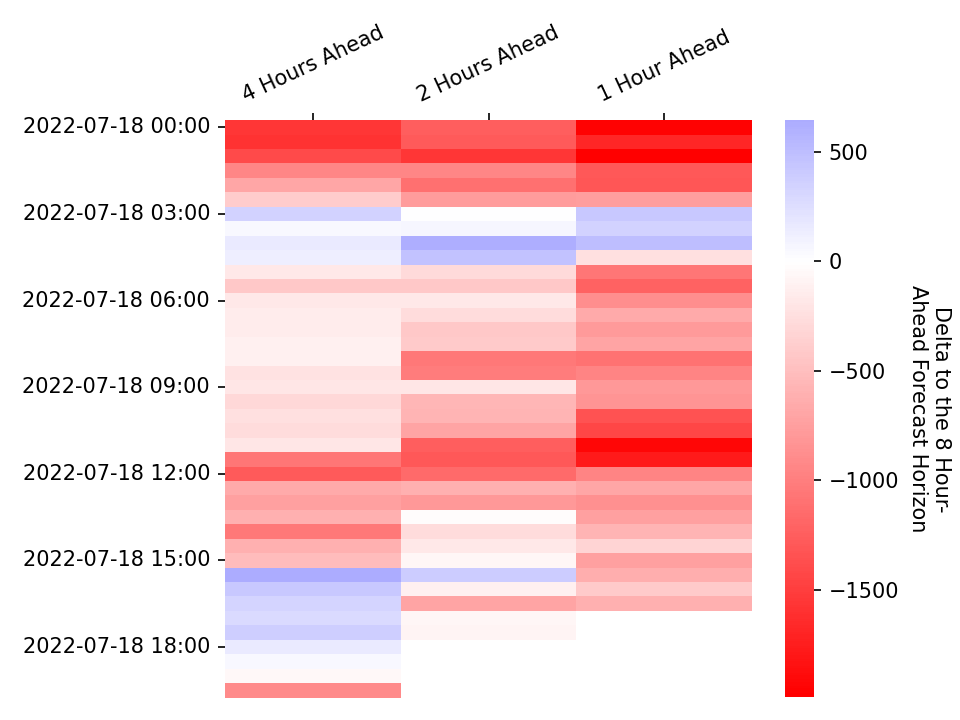 4 Hours Ahead
2 Hours Ahead
1 Hour Ahead
2022-07-18 00:00
2022-07-18 03:00
2022-07-18 06:00
2022-07-18 09:00
2022-07-18 12:00
2022-07-18 15:00
2022-07-18 18:00
500
0
−500
−1000
−1500
Delta to the 8 Hour-
Ahead Forecast Horizon